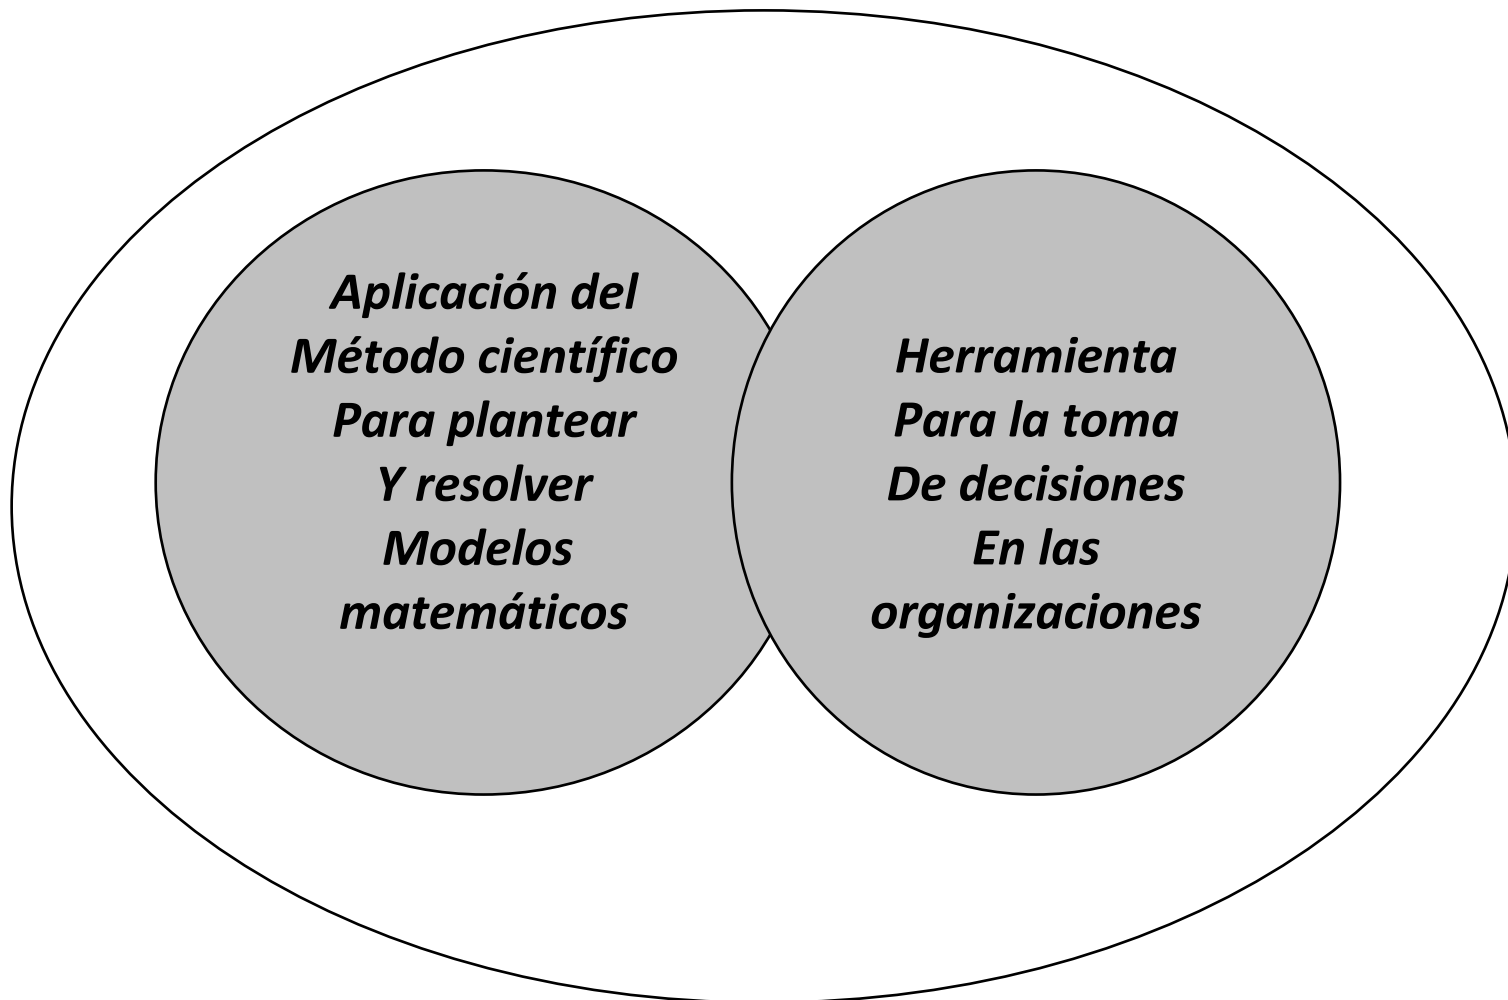 Aplicación del
Método científico
Para plantear
Y resolver
Modelos
matemáticos
Herramienta
Para la toma
De decisiones
En las
organizaciones